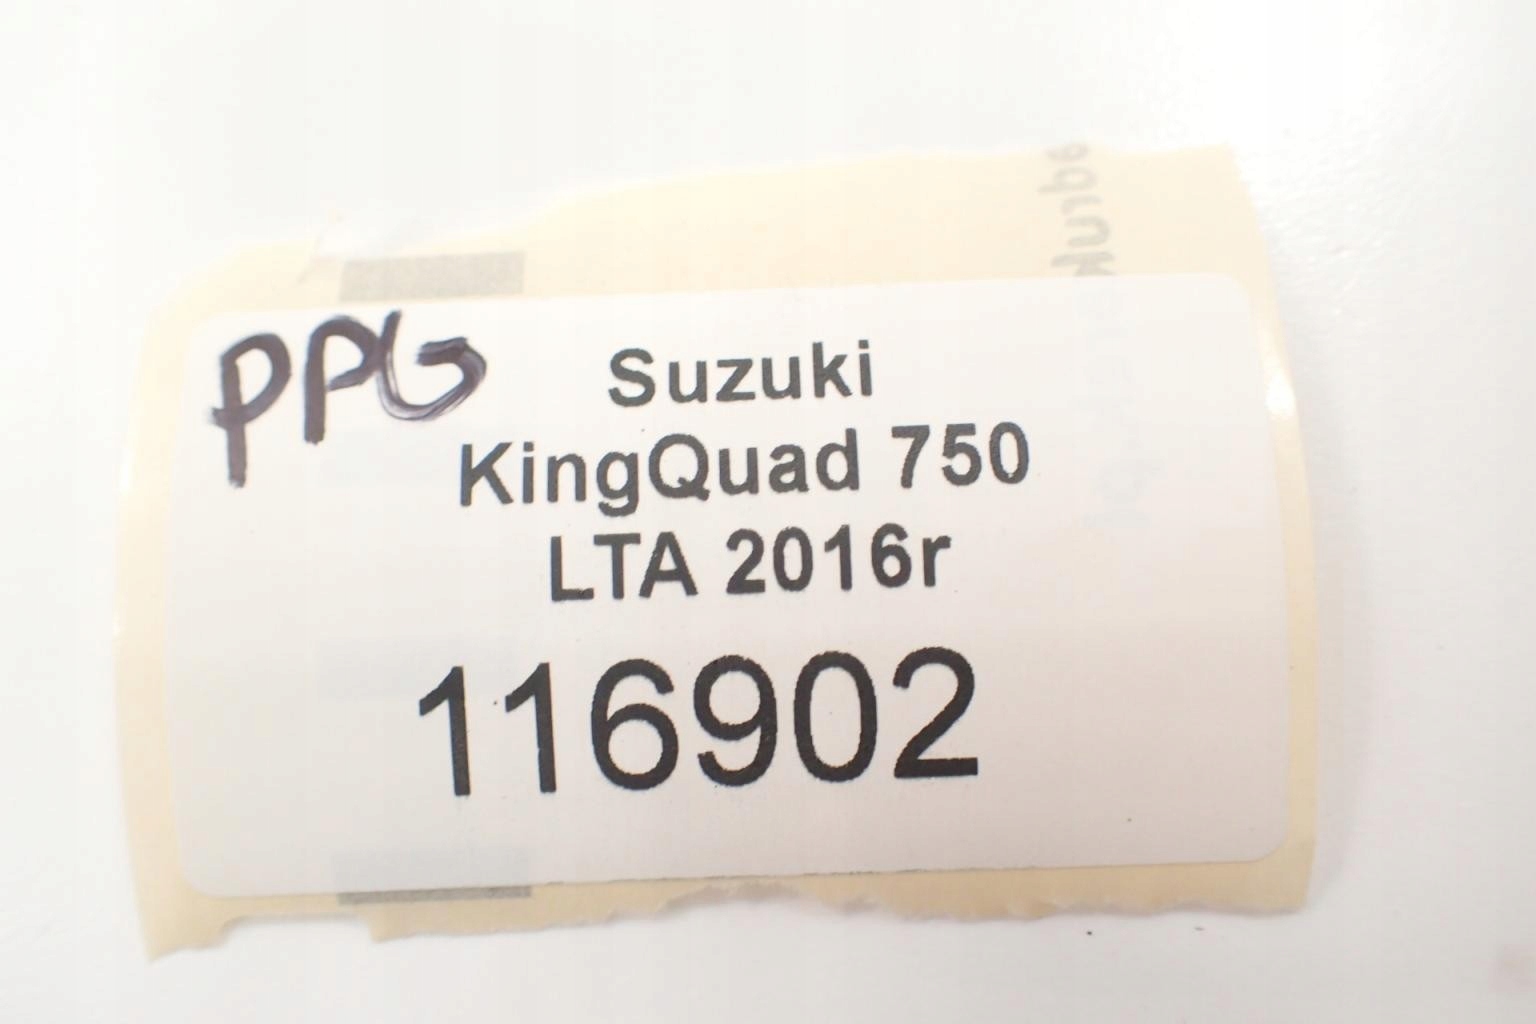 PPG
Suzuki
KingQuad 750
LTA 2016r
116902